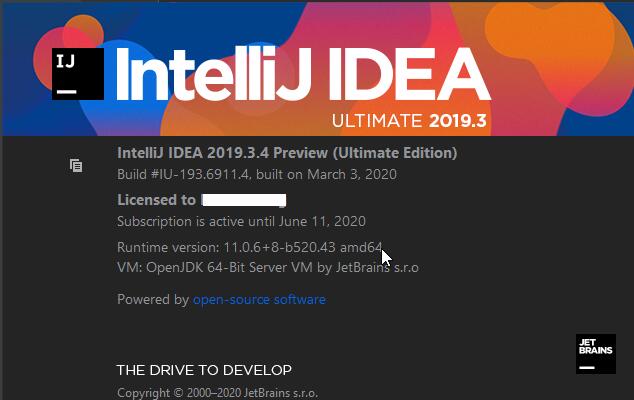 IJ
IntelliJ IDEA
ULTIMATE 2019.3
IntelliJ IDEA 2019.3.4 Preview (Ultimate Edition)
Build #IU-193.6911.4, built on March 3, 2020
Licensed to
Subscription is active until June 11, 2020
Runtime version: 11.0.6+8-b520.43 amd64
VM: OpenJDK 64-Bit Server VM by JetBrains s.r.o
Powered by open-source software
JET
BRAINS
THE DRIVE TO DEVELOP
Copyright © 2000–2020 JetBrains s.r.o.